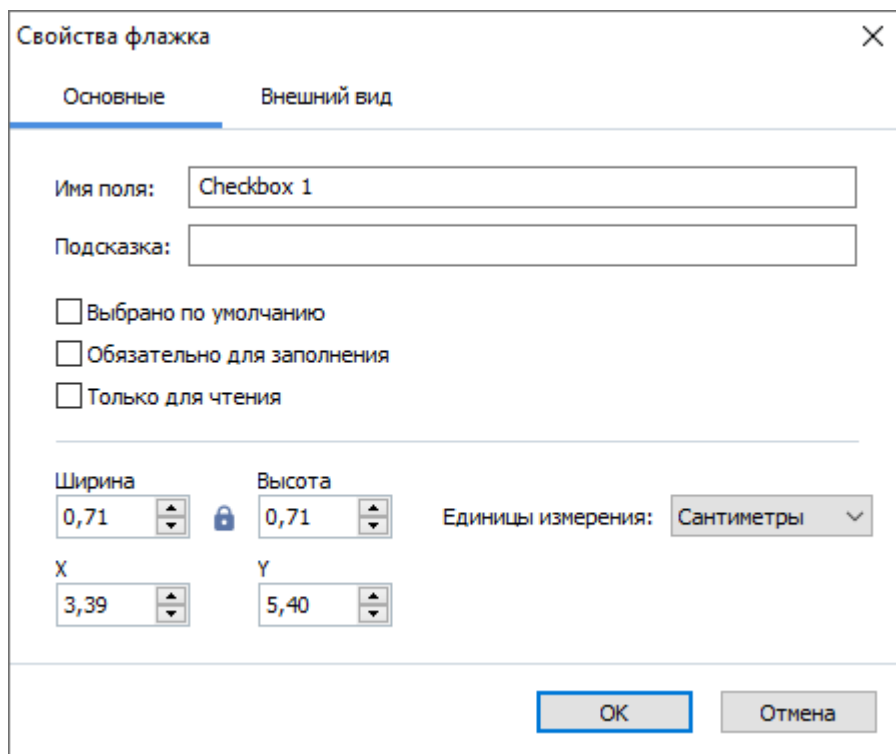 Свойства флажка
Основные Внешний вид
Имя поля: Checkbox 1
Подсказка:
Выбрано по умолчанию
Обязательно для заполнения
Только для чтения
Ширина Высота
0,71 0,71 Единицы измерения: Сантиметры
X Y
3,39 5,40
OK Отмена